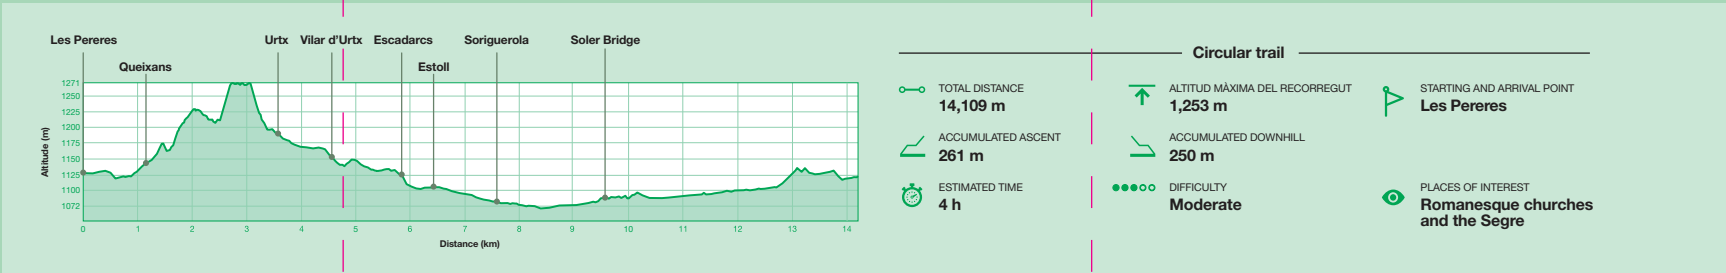 Les Pereres
Urtx
Vilar d'Urtx
Escadarcs
Soriguerola
Soler Bridge
Queixans
Estoll
1271
1250
1225
1200
1175
1150
1125
1100
1072
Altitude (m)
0 1 2 3 4 5 6 7 8 9 10 11 12 13 14
Distance (km)
Circular trail
TOTAL DISTANCE
14,109 m
ALTITUD MÀXIMA DEL RECORREGUT
1,253 m
STARTING AND ARRIVAL POINT
Les Pereres
ACCUMULATED ASCENT
261 m
ACCUMULATED DOWNHILL
250 m
ESTIMATED TIME
4 h
DIFFICULTY
Moderate
PLACES OF INTEREST
Romanesque churches
and the Segre